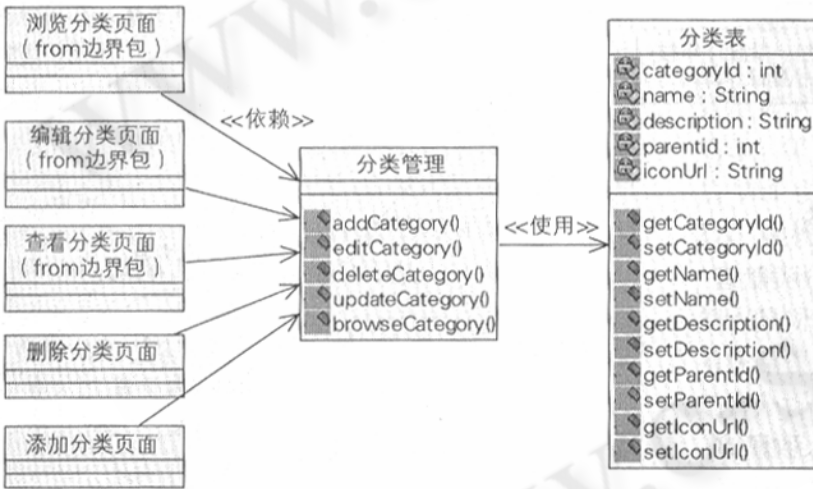 浏览分类页面
（from边界包）
编辑分类页面
（from边界包）
查看分类页面
（from边界包）
删除分类页面
添加分类页面
<<依赖>>
分类管理
addCategory()
editCategory()
deleteCategory()
updateCategory()
browseCategory()
<<使用>>
分类表
categoryId : int
name : String
description : String
parentid : int
iconUrl : String
getCategoryId()
setCategoryId()
getName()
setName()
getDescription()
setDescription()
getParentId()
setParentId()
getIconUrl()
setIconUrl()